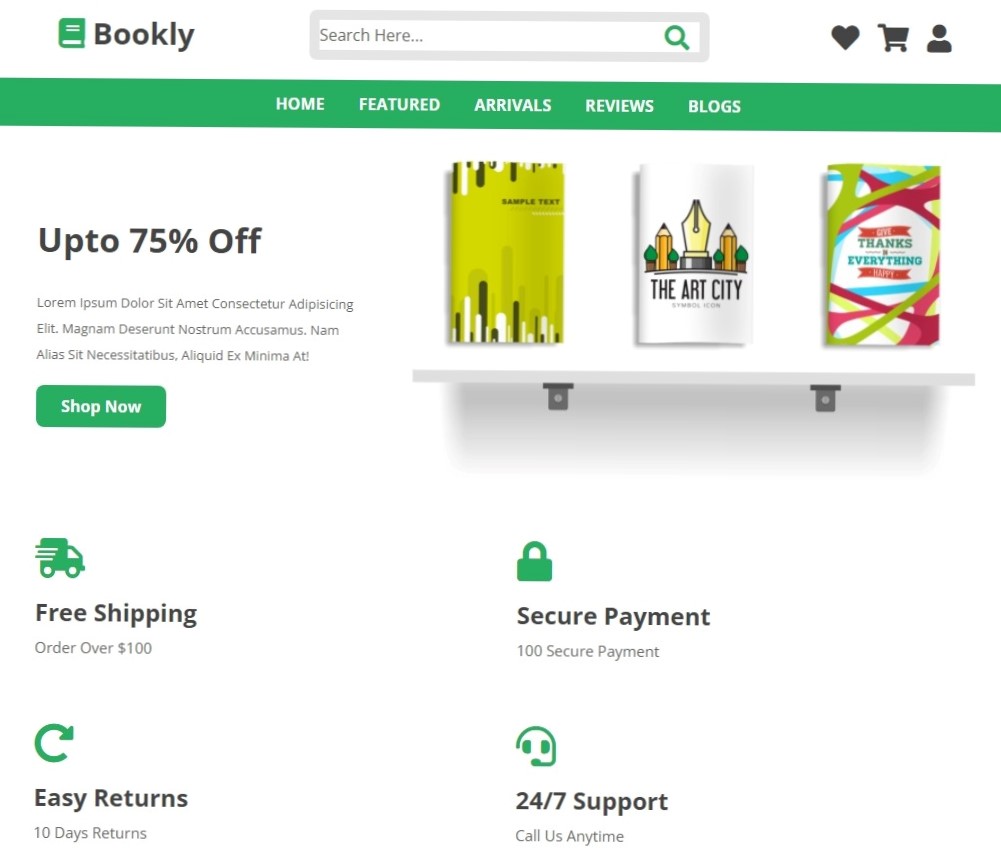 Bookly
Search Here...
HOME FEATURED ARRIVALS REVIEWS BLOGS
SAMPLE TEXT
THE ART CITY
SYMBOL ICON
GIVE
THANKS
IN
EVERYTHING
HAPPY
Upto 75% Off
Lorem Ipsum Dolor Sit Amet Consectetur Adipisicing
Elit. Magnam Deserunt Nostrum Accusamus. Nam
Alias Sit Necessitatibus, Aliquid Ex Minima At!
Shop Now
Free Shipping
Order Over $100
Secure Payment
100 Secure Payment
Easy Returns
10 Days Returns
24/7 Support
Call Us Anytime